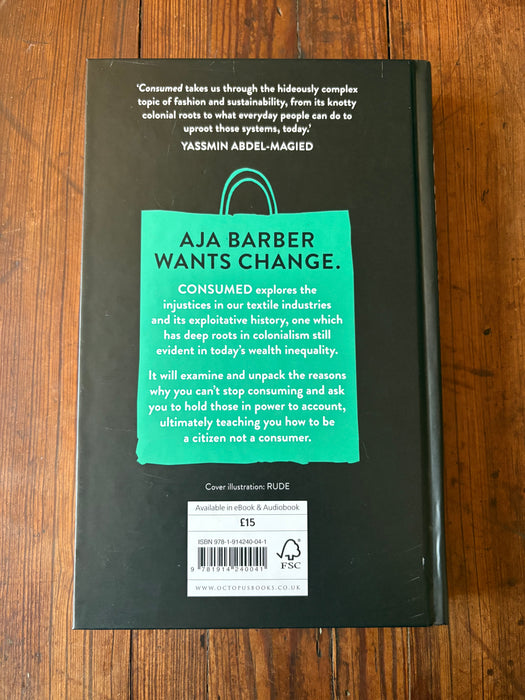 ‘Consumed takes us through the hideously complex
topic of fashion and sustainability, from its knotty
colonial roots to what everyday people can do to
uproot those systems, today.’
YASSMIN ABDEL-MAGIED
AJA BARBER
WANTS CHANGE.
CONSUMED explores the
injustices in our textile industries
and its exploitative history, one which
has deep roots in colonialism still
evident in today’s wealth inequality.
It will examine and unpack the reasons
why you can’t stop consuming and ask
you to hold those in power to account,
ultimately teaching you how to be
a citizen not a consumer.
Cover illustration: RUDE
Available in eBook & Audiobook
£15
ISBN 978-1-914240-04-1
9 781914 240041
FSC
WWW.OCTOPUSBOOKS.CO.UK